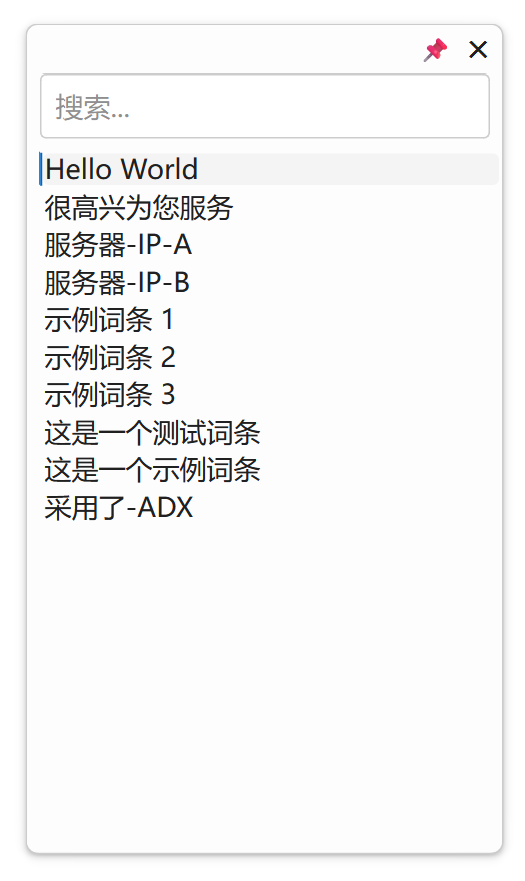 搜索...
Hello World
很高兴为您服务
服务器-IP-A
服务器-IP-B
示例词条 1
示例词条 2
示例词条 3
这是一个测试词条
这是一个示例词条
采用了-ADX